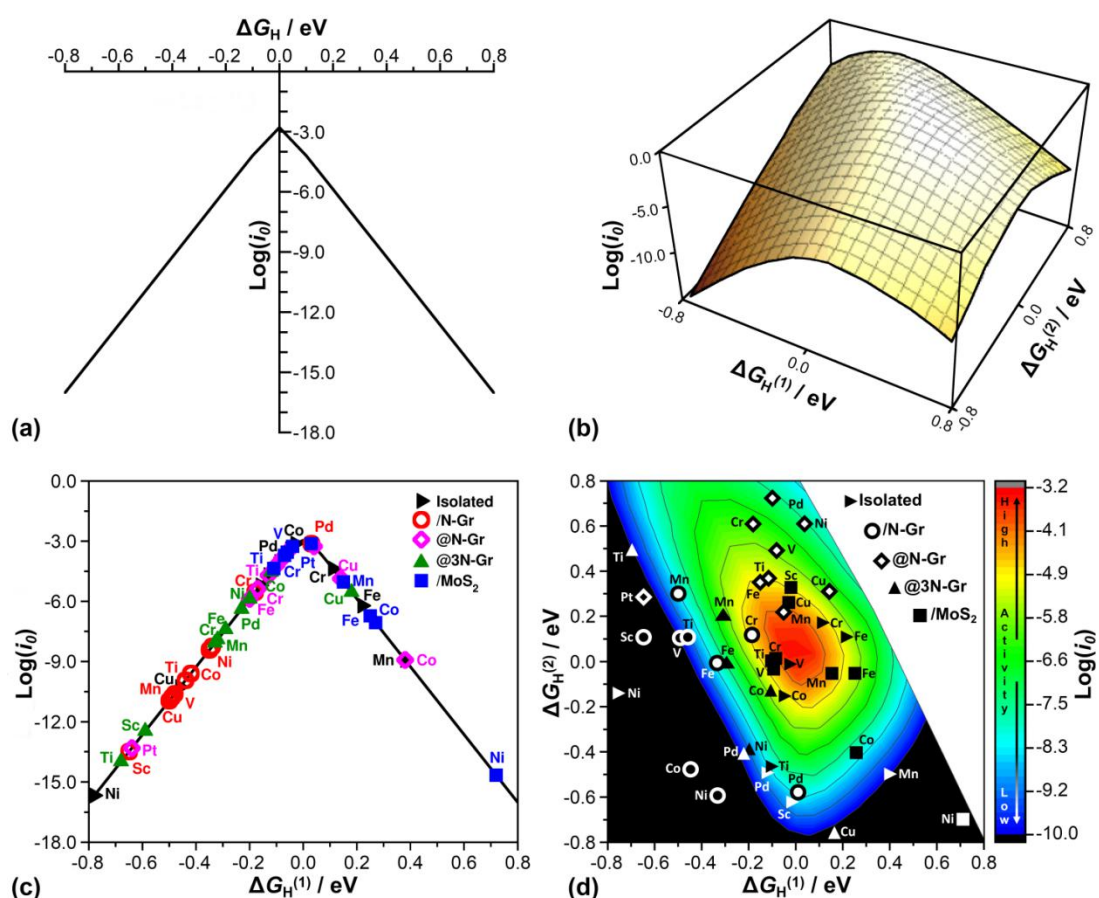 ΔG_H / eV
-0.8 -0.6 -0.4 -0.2 0.0 0.2 0.4 0.6 0.8
-3.0
-6.0
-9.0
-12.0
-15.0
-18.0
Log(i₀)
(a)
0.0
-5.0
-10.0
Log(i₀)
-0.8
0.0
0.8
ΔG_H⁽¹⁾ / eV
-0.8
0.0
0.8
ΔG_H⁽²⁾ / eV
(b)
0.0
-3.0
-6.0
-9.0
-12.0
-15.0
-18.0
Log(i₀)
Isolated
/N-Gr
@N-Gr
@3N-Gr
/MoS₂
V Co Pd
Pd
Ti Pt
Ti Cr Cu
Cr Co Cr Mn
Ni Cr Cu Fe
Fe Fe Co
Fe Pd
Cr Mn
Ni
Ti Co Mn Co
Cu
Mn V
Cu
Sc
Ti Pt
Sc
Ni
Ni
-0.8 -0.6 -0.4 -0.2 0.0 0.2 0.4 0.6 0.8
ΔG_H⁽¹⁾ / eV
(c)
0.8
0.6
0.4
0.2
0.0
-0.2
-0.4
-0.6
-0.8
ΔG_H⁽²⁾ / eV
Isolated
/N-Gr
@N-Gr
@3N-Gr
/MoS₂
Pd
Cr Ni
Ti V
Ti Sc
Mn Fe Cu
Pt Cu
Mn Mn
Sc Ti Cr Cr
V Fe
Fe Fe Ti Cr V
V Mn Fe
Ni Co Co
Pd Ni Co
Co Ti
Pd Pd Mn
Ni Sc
Cu Ni
-0.8 -0.6 -0.4 -0.2 0.0 0.2 0.4 0.6 0.8
ΔG_H⁽¹⁾ / eV
(d)
High
Activity
Low
-3.2
-4.1
-4.9
-5.8
-6.6
-7.5
-8.3
-9.2
-10.0
Log(i₀)